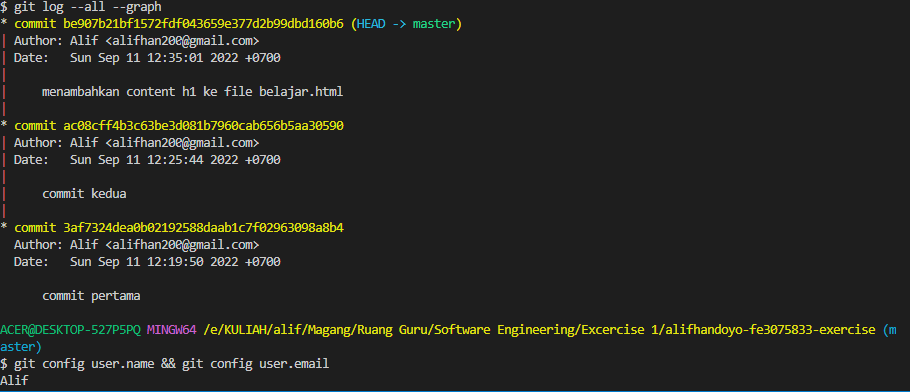 $ git log --all --graph
* commit be907b21bf1572fdf043659e377d2b99dbd160b6 (HEAD -> master)
| Author: Alif <alifhan200@gmail.com>
| Date:   Sun Sep 11 12:35:01 2022 +0700
|
|     menambahkan content h1 ke file belajar.html
|
* commit ac08cff4b3c63be3d081b7960cab656b5aa30590
| Author: Alif <alifhan200@gmail.com>
| Date:   Sun Sep 11 12:25:44 2022 +0700
|
|     commit kedua
|
* commit 3af7324dea0b02192588daab1c7f02963098a8b4
  Author: Alif <alifhan200@gmail.com>
  Date:   Sun Sep 11 12:19:50 2022 +0700

      commit pertama

ACER@DESKTOP-527P5PQ MINGW64 /e/KULIAH/alif/Magang/Ruang Guru/Software Engineering/Excercise 1/alifhandoyo-fe3075833-exercise (m
aster)
$ git config user.name && git config user.email
Alif